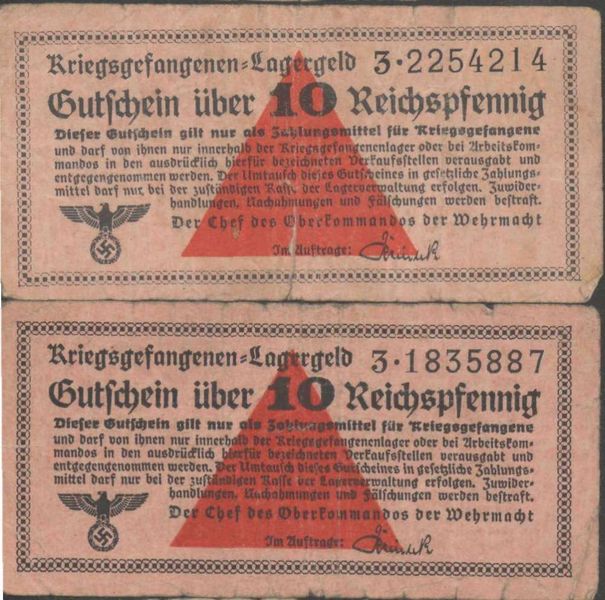 Kriegsgefangenen=Lagergeld 3·2254214
Gutschein über 10 Reichspfennig
Dieser Gutschein gilt nur als Zahlungsmittel für Kriegsgefangene
und darf von ihnen nur innerhalb der Kriegsgefangenenlager oder bei Arbeitskom-
mandos in den ausdrücklich hierfür bezeichneten Verkaufsstellen verausgabt und
entgegengenommen werden. Der Umtausch dieses Gutscheines in gesetzliche Zahlungs-
mittel darf nur bei der zuständigen Kasse der Lagerverwaltung erfolgen. Zuwider-
handlungen, Nachahmungen und Fälschungen werden bestraft.
Der Chef des Oberkommandos der Wehrmacht
Im Auftrage:
Kriegsgefangenen=Lagergeld 3·1835887
Gutschein über 10 Reichspfennig
Dieser Gutschein gilt nur als Zahlungsmittel für Kriegsgefangene
und darf von ihnen nur innerhalb der Kriegsgefangenenlager oder bei Arbeitskom-
mandos in den ausdrücklich hierfür bezeichneten Verkaufsstellen verausgabt und
entgegengenommen werden. Der Umtausch dieses Gutscheines in gesetzliche Zahlungs-
mittel darf nur bei der zuständigen Kasse der Lagerverwaltung erfolgen. Zuwider-
handlungen, Nachahmungen und Fälschungen werden bestraft.
Der Chef des Oberkommandos der Wehrmacht
Im Auftrage: